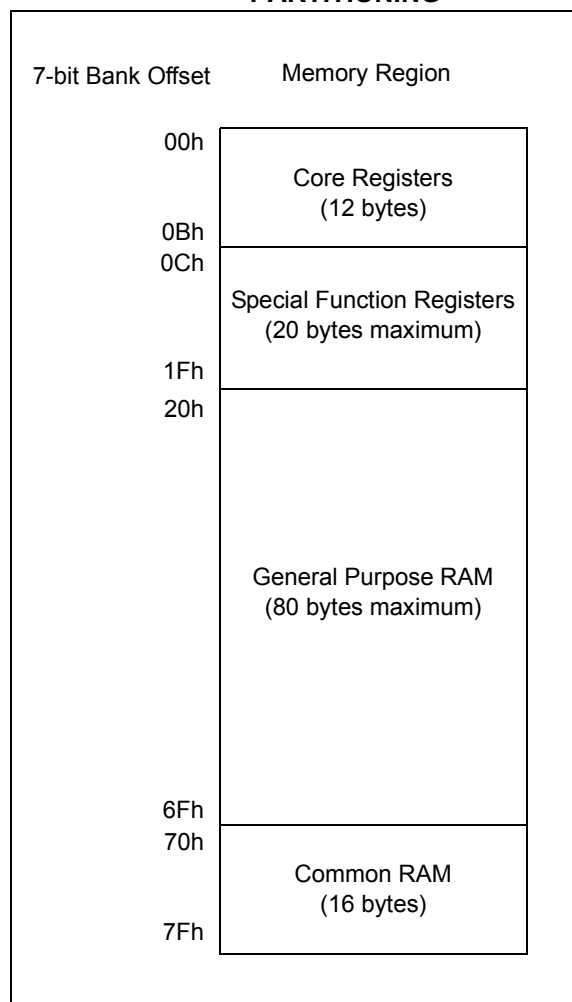 PARTITIONING
7-bit Bank Offset Memory Region
00h
Core Registers
(12 bytes)
0Bh
0Ch
Special Function Registers
(20 bytes maximum)
1Fh
20h
General Purpose RAM
(80 bytes maximum)
6Fh
70h
Common RAM
(16 bytes)
7Fh